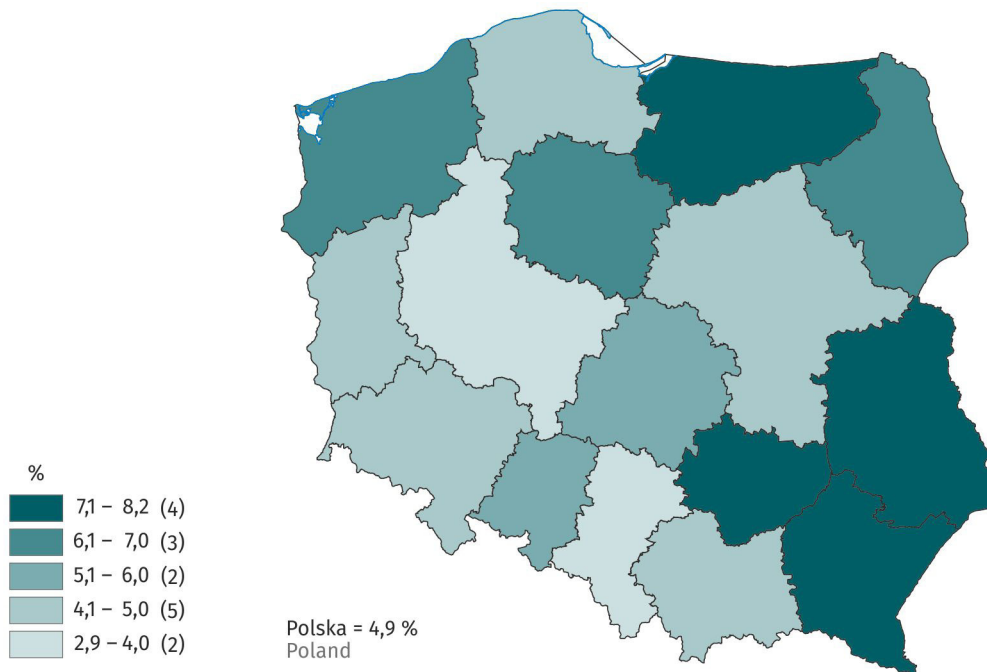 %
7,1 – 8,2 (4)
6,1 – 7,0 (3)
5,1 – 6,0 (2)
4,1 – 5,0 (5)
2,9 – 4,0 (2)
Polska = 4,9 %
Poland